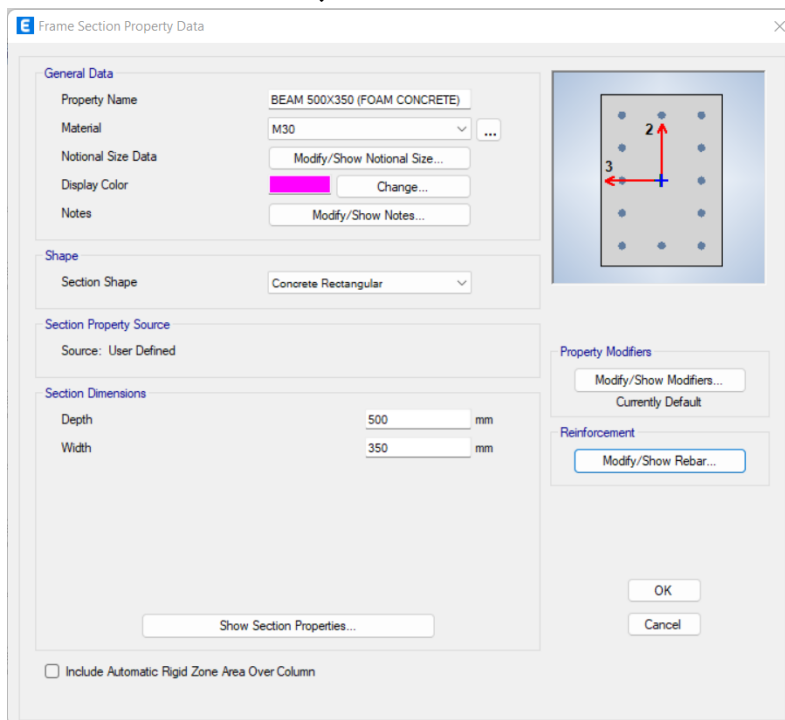 E Frame Section Property Data
General Data
Property Name BEAM 500X350 (FOAM CONCRETE)
Material M30 ...
Notional Size Data Modify/Show Notional Size...
Display Color Change...
Notes Modify/Show Notes...
2
3
Shape
Section Shape Concrete Rectangular
Section Property Source
Source: User Defined
Property Modifiers
Modify/Show Modifiers...
Currently Default
Section Dimensions
Depth 500 mm
Width 350 mm
Reinforcement
Modify/Show Rebar...
OK
Show Section Properties... Cancel
Include Automatic Rigid Zone Area Over Column